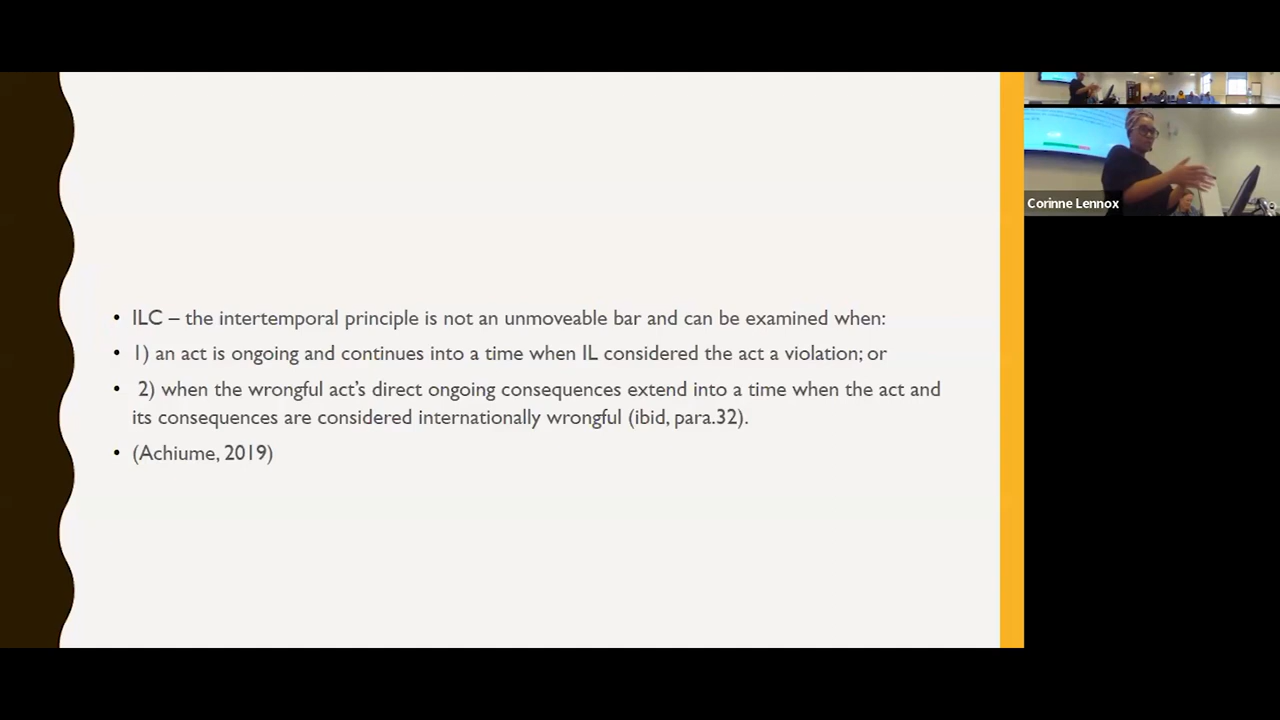 • ILC – the intertemporal principle is not an unmoveable bar and can be examined when:
• 1) an act is ongoing and continues into a time when IL considered the act a violation; or
• 2) when the wrongful act's direct ongoing consequences extend into a time when the act and
its consequences are considered internationally wrongful (ibid, para.32).
• (Achiume, 2019)
Corinne Lennox